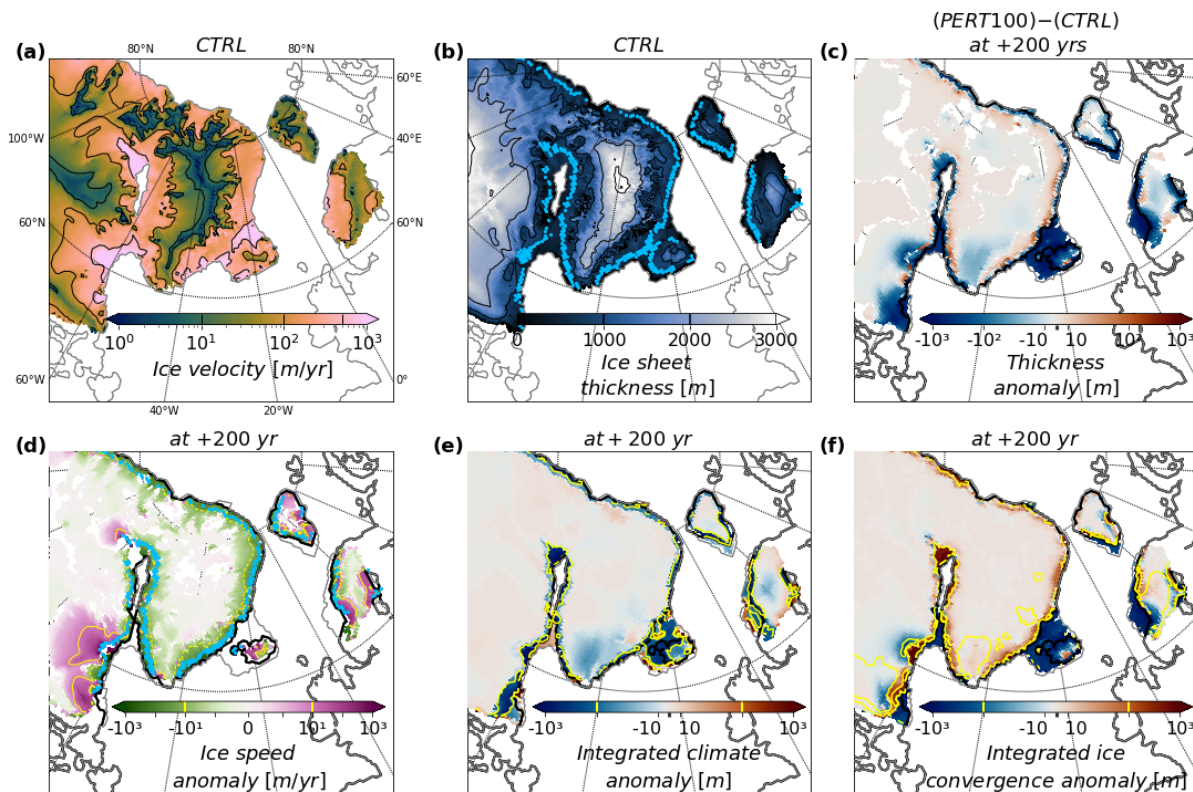 (PERT100)−(CTRL)
(a) CTRL (b) CTRL (c) at +200 yrs
80°N 80°N
60°E
100°W 40°E
60°W 60°E
10⁰ 10¹ 10² 10³
Ice velocity [m/yr]
60°W 0°
40°W 20°W
0 1000 2000 3000
Ice sheet
thickness [m]
-10³ -10² -10 10 10² 10³
Thickness
anomaly [m]
(d) at +200 yr (e) at + 200 yr (f) at +200 yr
-10³ -10¹ 0 10¹ 10³
Ice speed
anomaly [m/yr]
-10³ -10 10 10³
Integrated climate
anomaly [m]
-10³ -10 10 10³
Integrated ice
convergence anomaly [m]